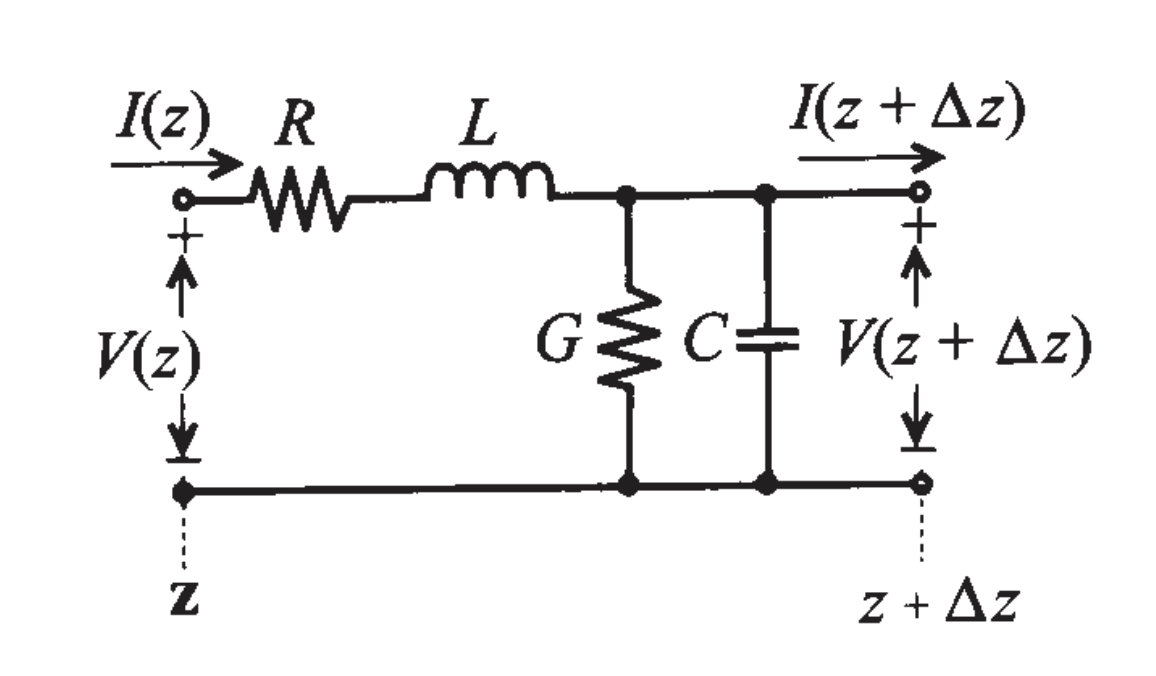 I(z) R L I(z + Δz)
+ +
V(z) G C V(z + Δz)
− −
z z + Δz